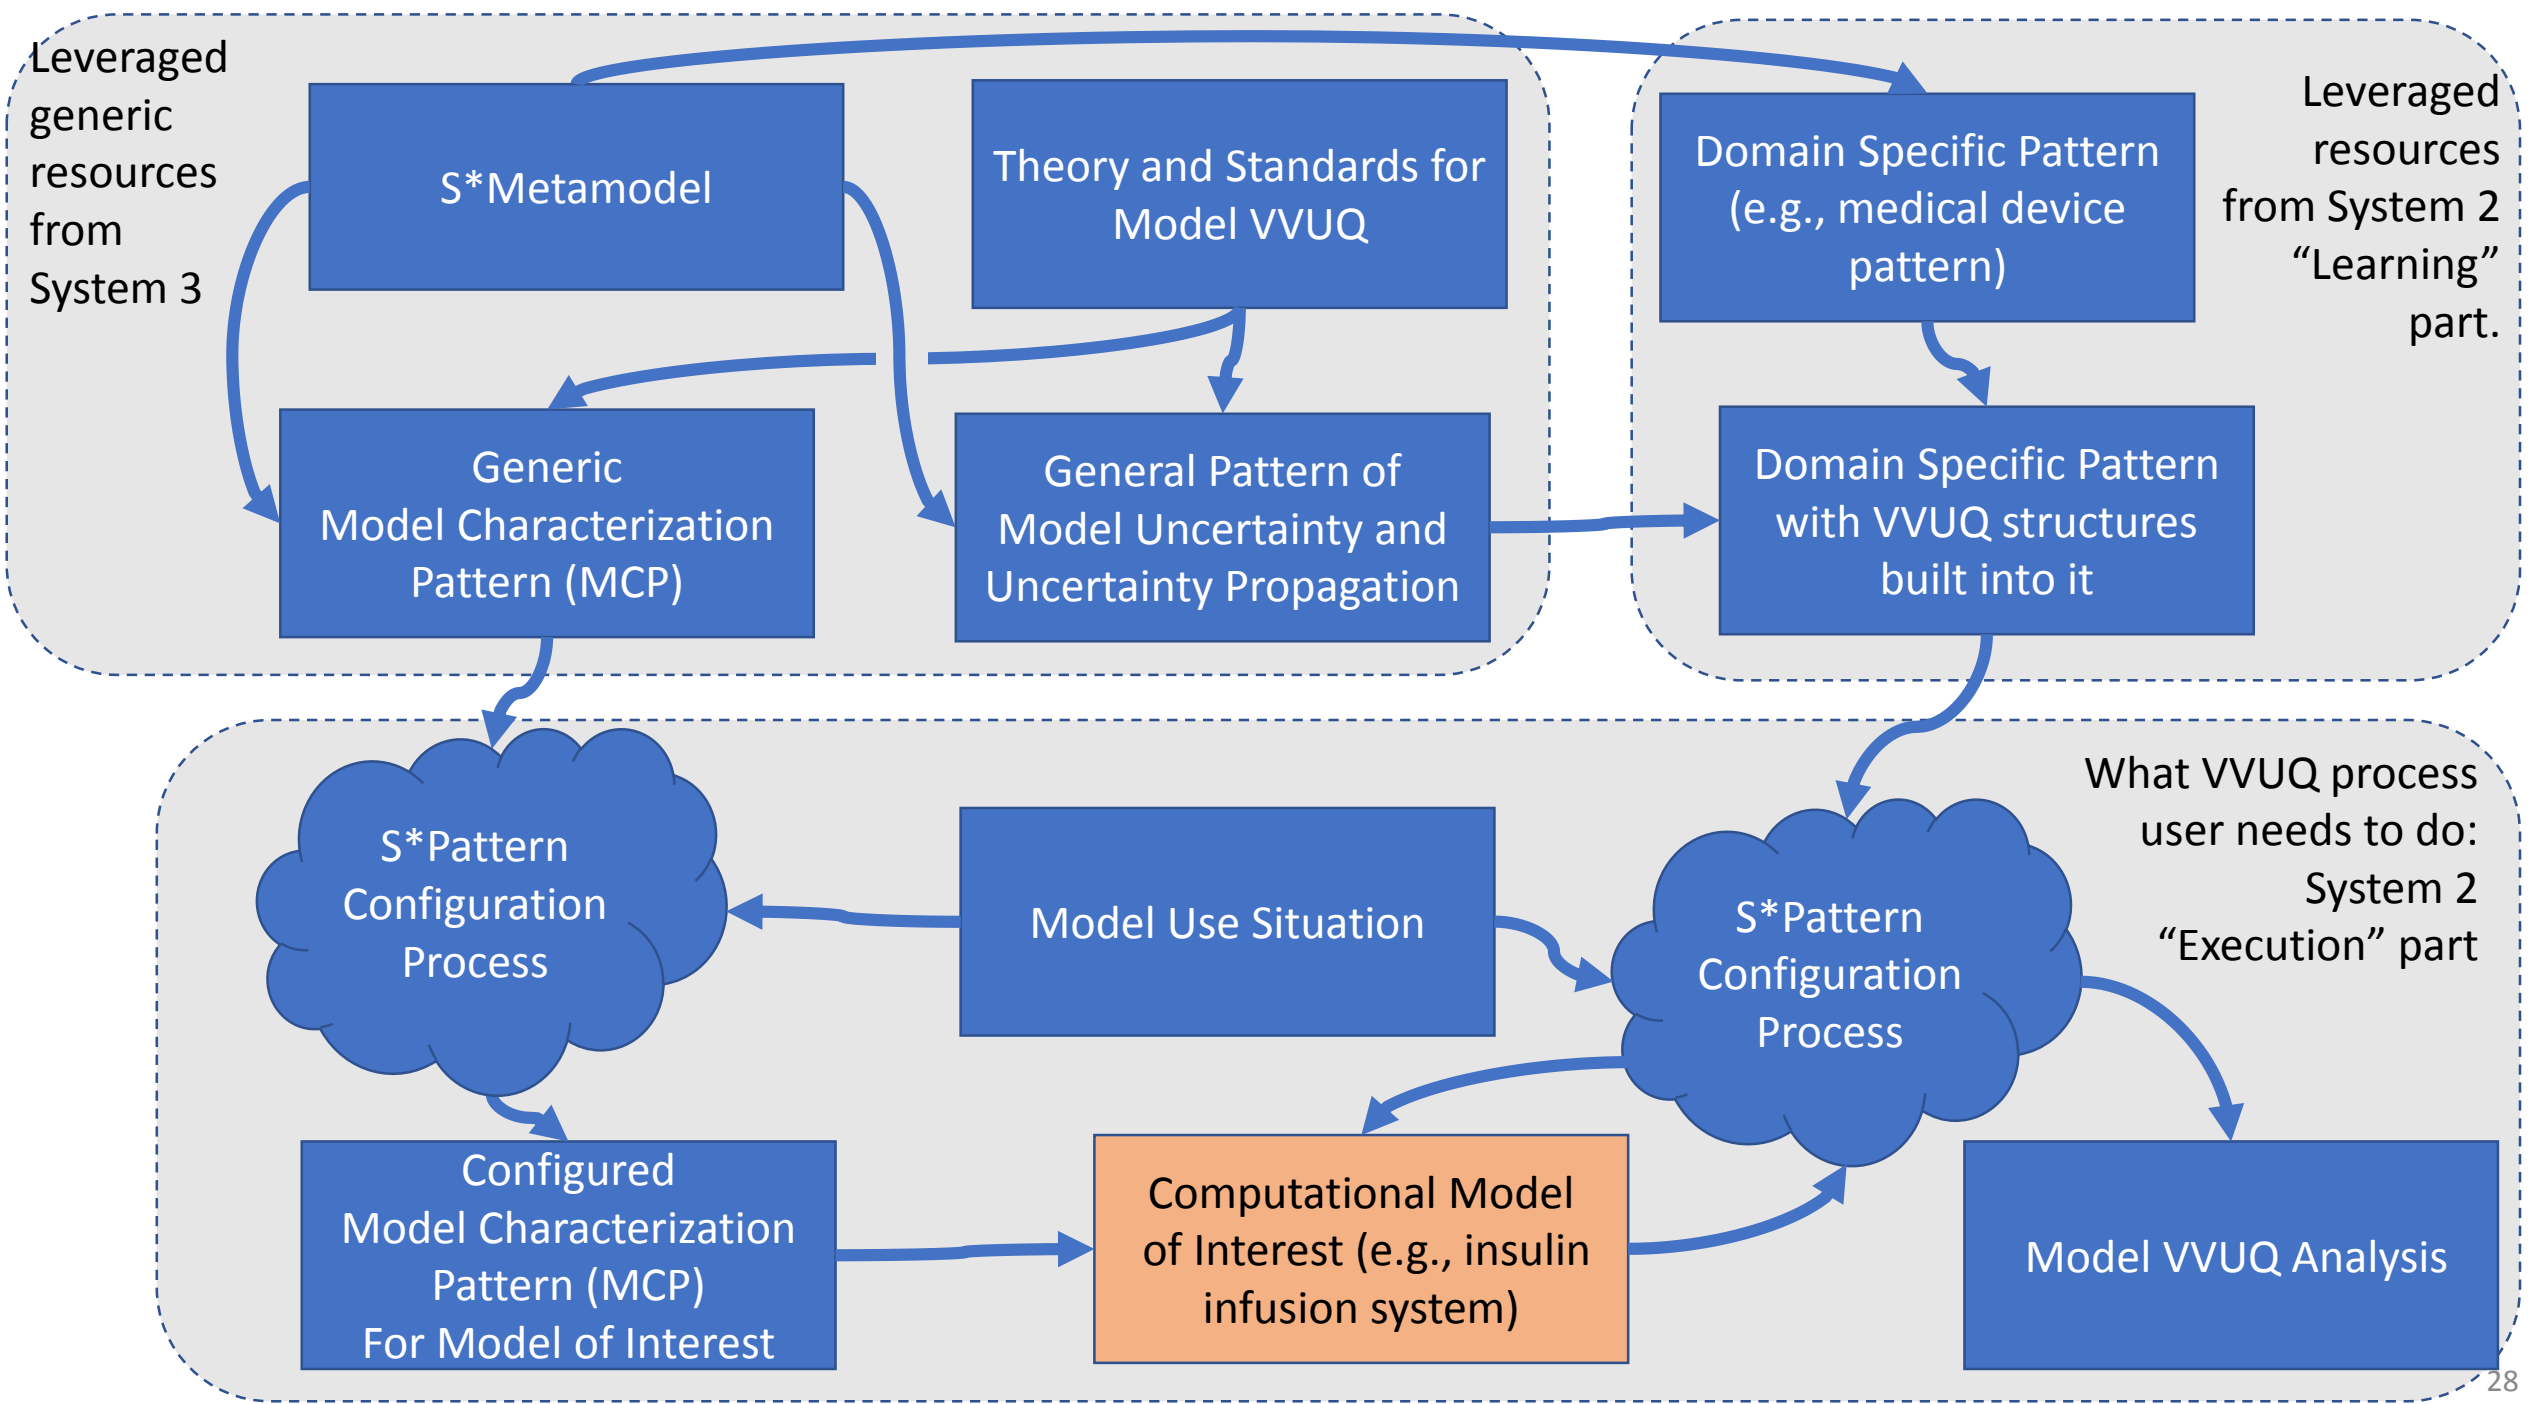 Leveraged
generic
resources
from
System 3
S*Metamodel
Theory and Standards for
Model VVUQ
Domain Specific Pattern
(e.g., medical device
pattern)
Leveraged
resources
from System 2
“Learning”
part.
Generic
Model Characterization
Pattern (MCP)
General Pattern of
Model Uncertainty and
Uncertainty Propagation
Domain Specific Pattern
with VVUQ structures
built into it
S*Pattern
Configuration
Process
Model Use Situation
S*Pattern
Configuration
Process
What VVUQ process
user needs to do:
System 2
“Execution” part
Configured
Model Characterization
Pattern (MCP)
For Model of Interest
Computational Model
of Interest (e.g., insulin
infusion system)
Model VVUQ Analysis
28